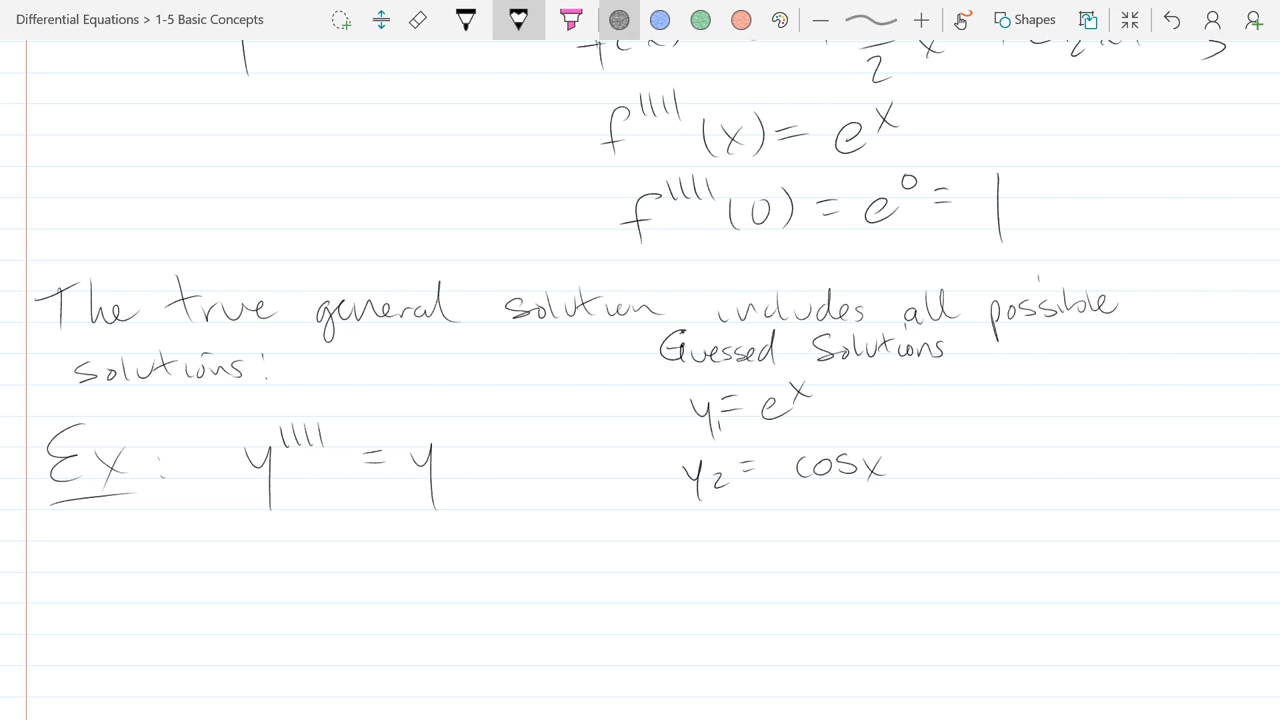 Differential Equations > 1-5 Basic Concepts
Shapes
f''''(x) = e^x
f''''(0) = e^0 = 1
The true general solution includes all possible
solutions:
Guessed Solutions
y₁ = e^x
Ex: y'''' = y
y₂ = cosx